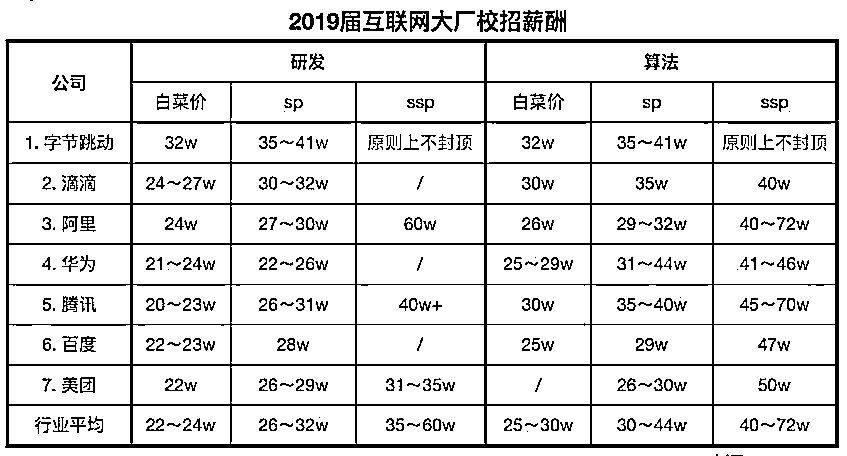 2019届互联网大厂校招薪酬
公司 研发 算法
白菜价 sp ssp 白菜价 sp ssp
1. 字节跳动 32w 35～41w 原则上不封顶 32w 35～41w 原则上不封顶
2. 滴滴 24～27w 30～32w / 30w 35w 40w
3. 阿里 24w 27～30w 60w 26w 29～32w 40～72w
4. 华为 21～24w 22～26w / 25～29w 31～44w 41～46w
5. 腾讯 20～23w 26～31w 40w+ 30w 35～40w 45～70w
6. 百度 22～23w 28w / 25w 29w 47w
7. 美团 22w 26～29w 31～35w / 26～30w 50w
行业平均 22～24w 26～32w 35～60w 25～30w 30～44w 40～72w